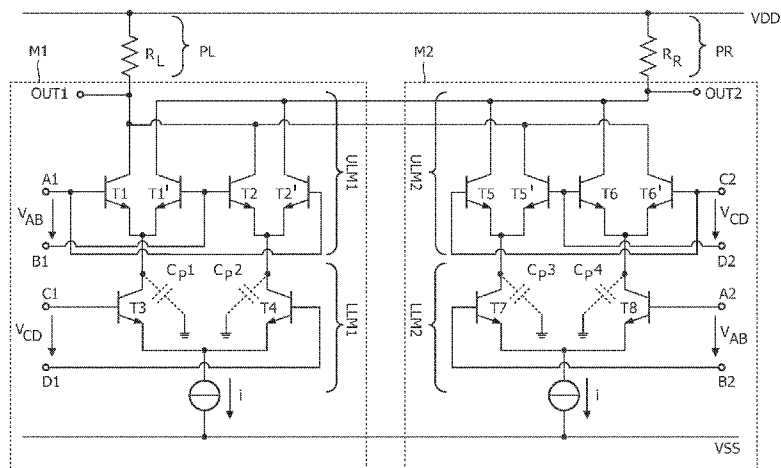 VDD
M1
R_L
PL
M2
R_R
PR
OUT1
OUT2
A1
T1
T1'
T2
T2'
ULM1
ULM2
T5
T5'
T6
T6'
C2
V_AB
V_CD
B1
D2
C_P1
C_P2
C_P3
C_P4
C1
T3
T4
LLM1
LLM2
T7
T8
A2
V_CD
V_AB
D1
B2
i
i
VSS